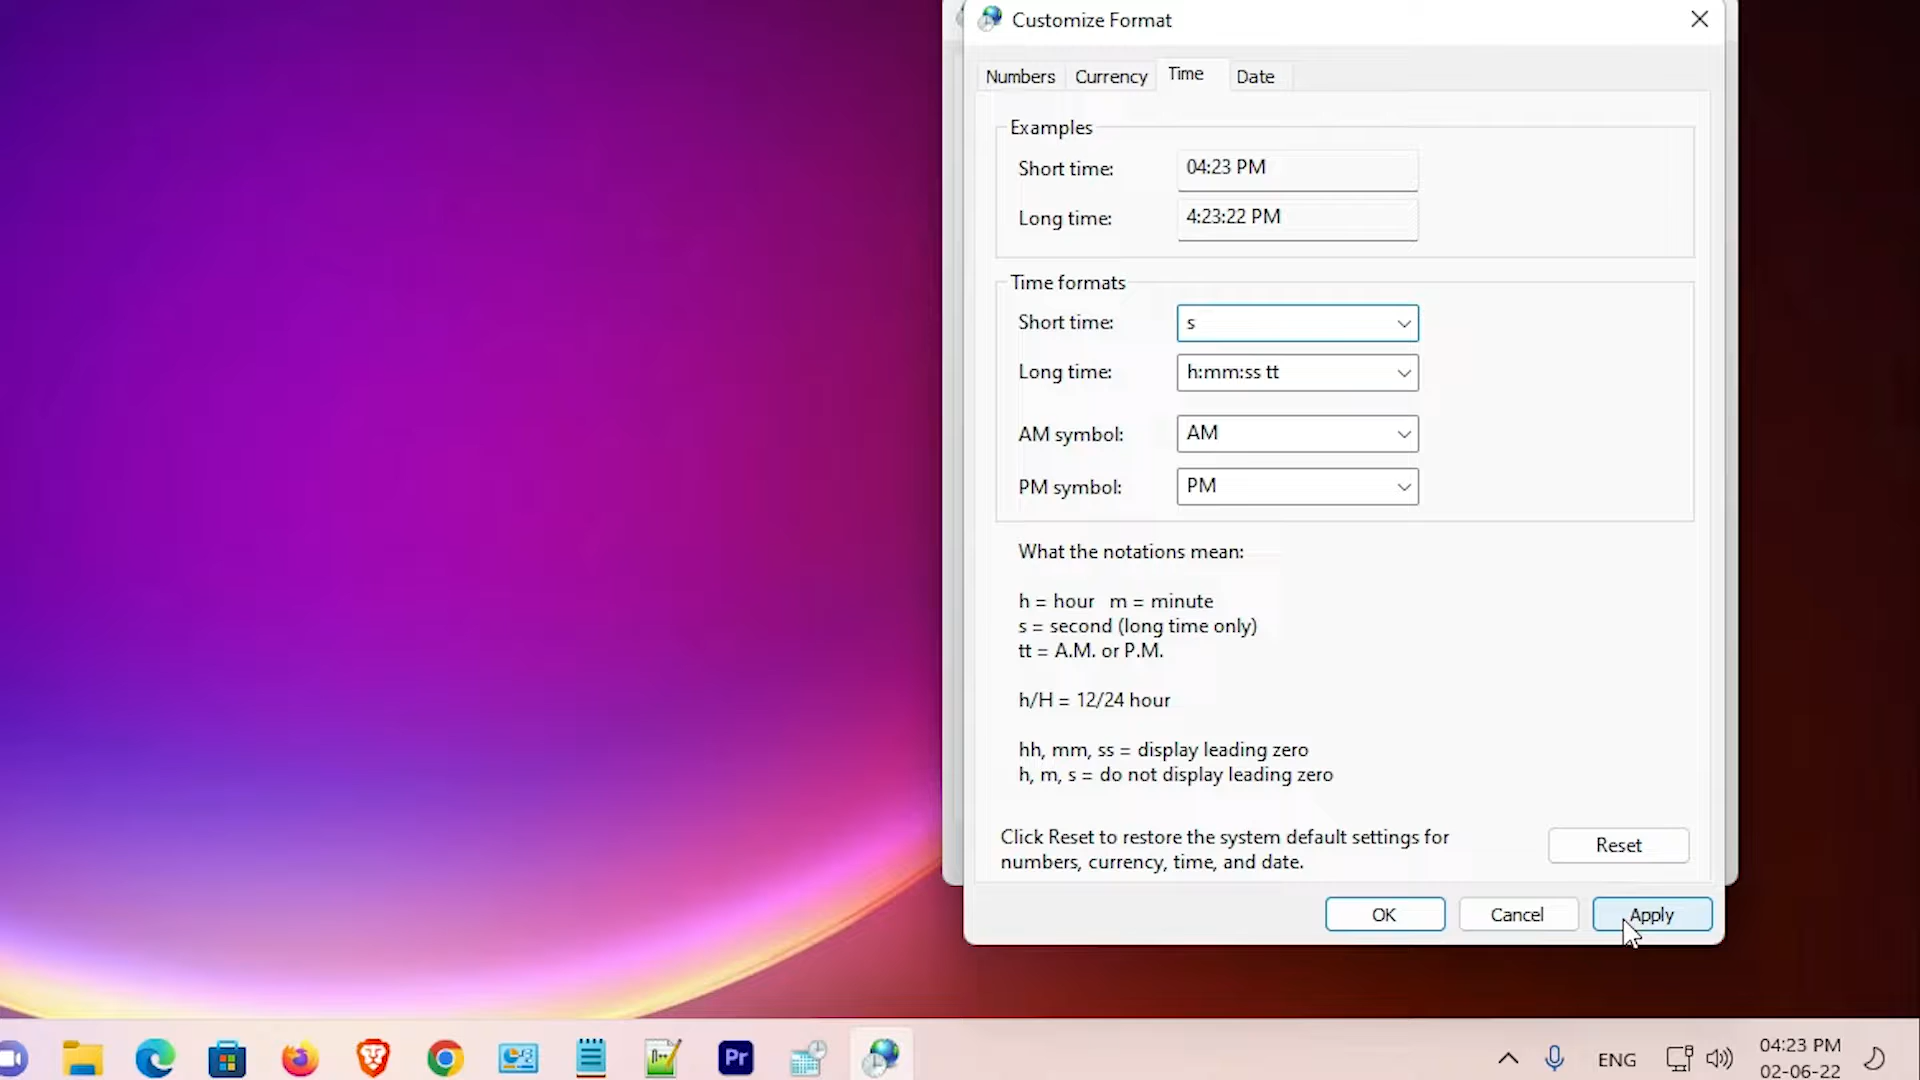 Customize Format
Numbers Currency Time Date
Examples
Short time: 04:23 PM
Long time: 4:23:22 PM
Time formats
Short time: s
Long time: h:mm:ss tt
AM symbol: AM
PM symbol: PM
What the notations mean:
h = hour m = minute
s = second (long time only)
tt = A.M. or P.M.
h/H = 12/24 hour
hh, mm, ss = display leading zero
h, m, s = do not display leading zero
Click Reset to restore the system default settings for
numbers, currency, time, and date.
Reset
OK Cancel Apply
Pr
ENG
04:23 PM
02-06-22